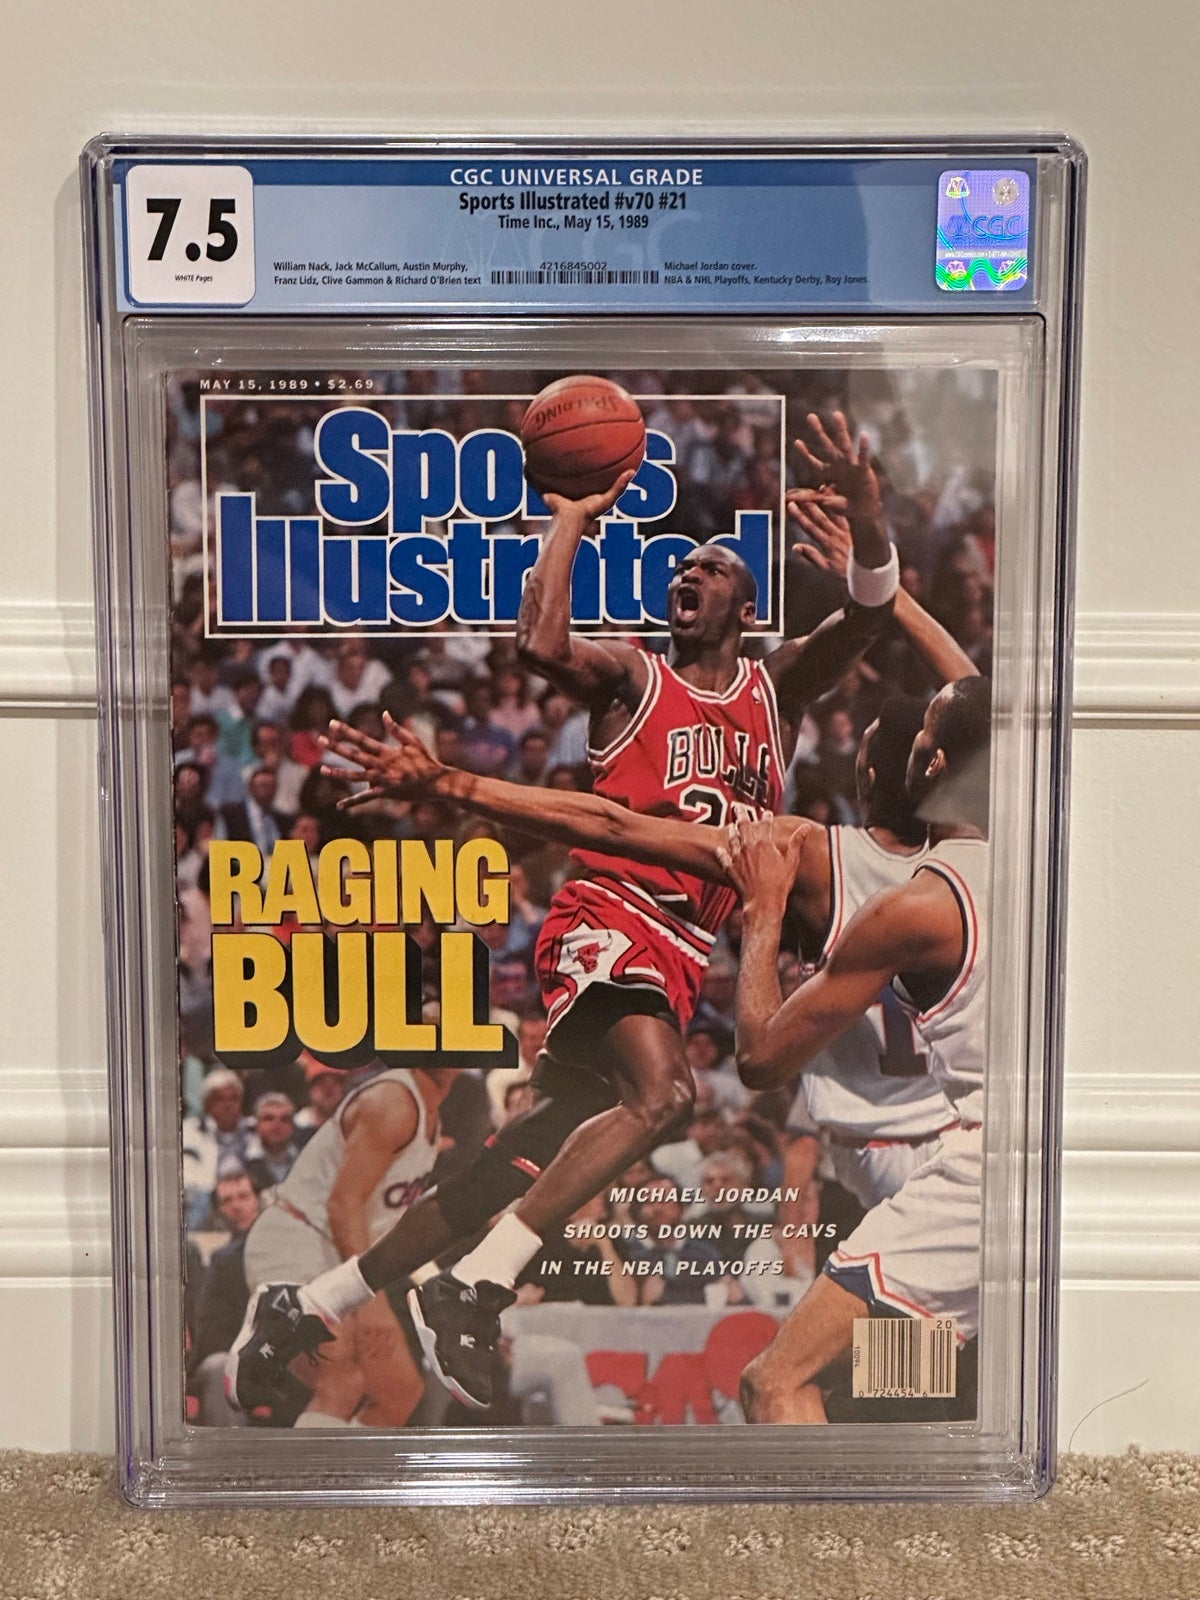 CGC UNIVERSAL GRADE
Sports Illustrated #v70 #21
Time Inc., May 15, 1989
7.5
WHITE Pages
William Nack, Jack McCallum, Austin Murphy,
Franz Lidz, Clive Gammon & Richard O'Brien text
4216845002
Michael Jordan cover.
NBA & NHL Playoffs, Kentucky Derby, Roy Jones.
CGC
MAY 15, 1989 • $2.69
SPALDING
Sports
Illustrated
BULLS
RAGING
BULL
MICHAEL JORDAN
SHOOTS DOWN THE CAVS
IN THE NBA PLAYOFFS
20
0 724454 6